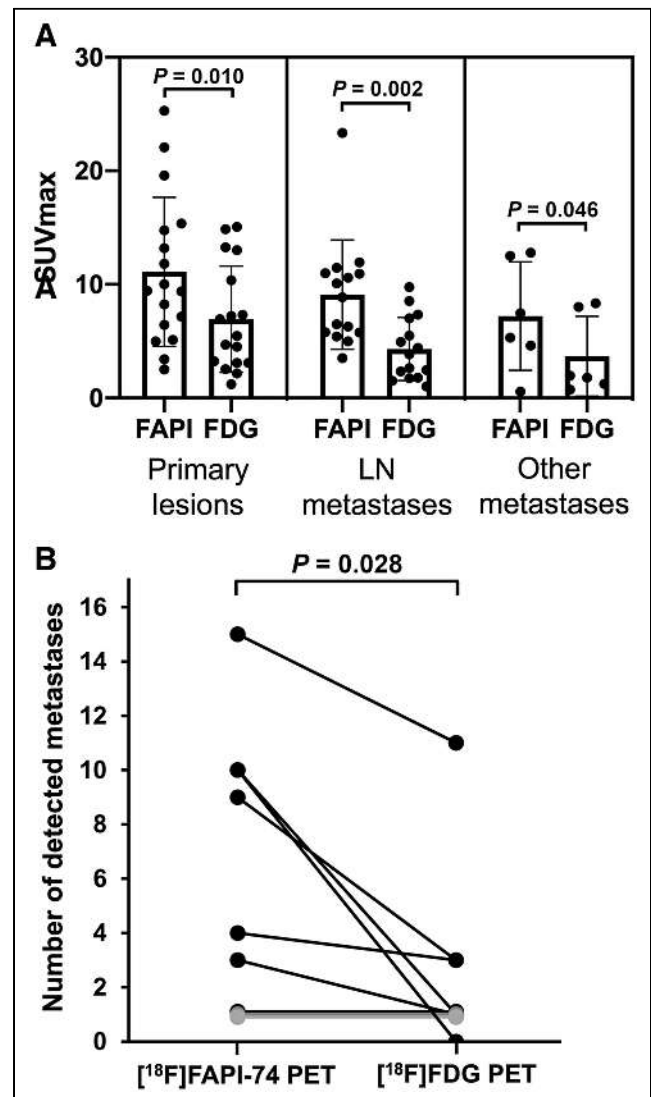 A
30
20
10
0
A
SUVmax
P = 0.010
P = 0.002
P = 0.046
FAPI FDG FAPI FDG FAPI FDG
Primary lesions
LN metastases
Other metastases
B
P = 0.028
Number of detected metastases
16
14
12
10
8
6
4
2
0
[¹⁸F]FAPI-74 PET [¹⁸F]FDG PET